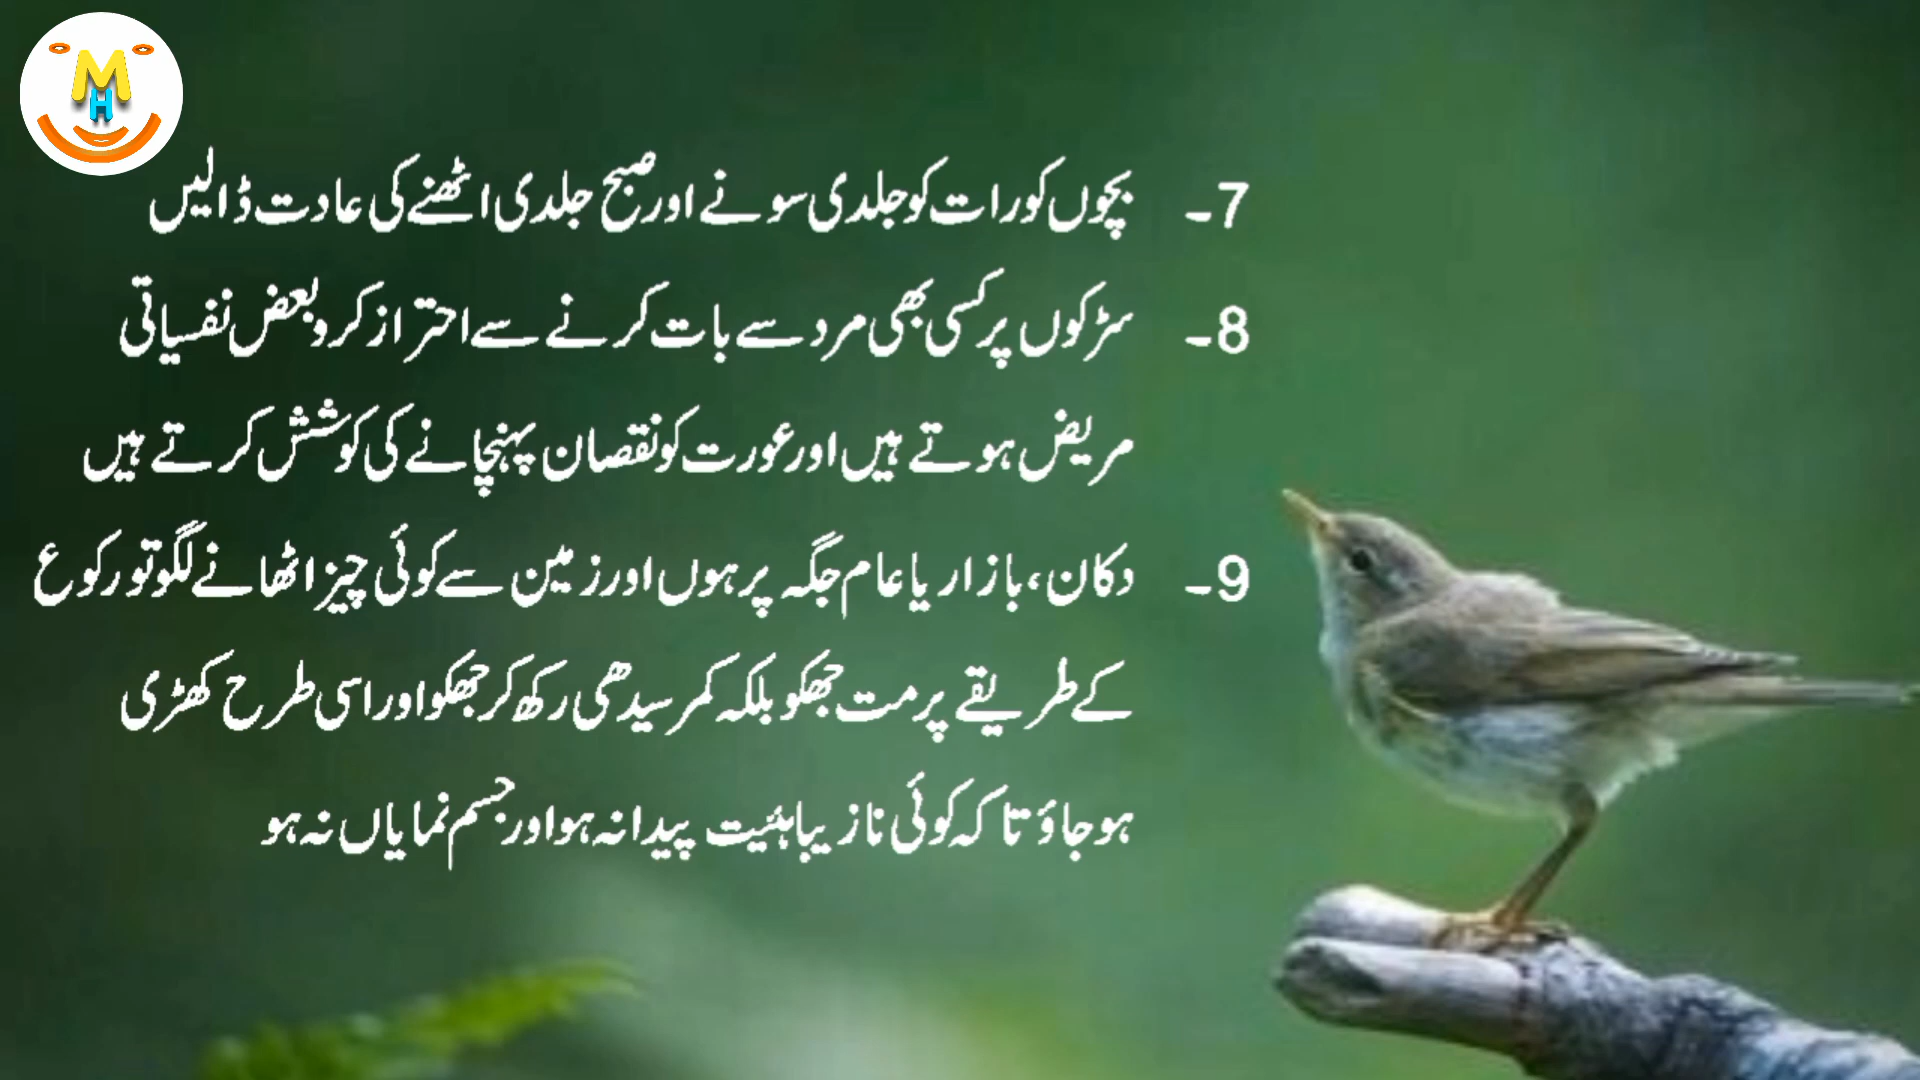 M
H
7- بچوں کو رات کو جلدی سونے اور صبح جلدی اٹھنے کی عادت ڈالیں
8- سڑکوں پر کسی بھی مرد سے بات کرنے سے احتراز کرو بعض نفسیاتی
مریض ہوتے ہیں اور عورت کو نقصان پہنچانے کی کوشش کرتے ہیں
9- دکان، بازار یا عام جگہ پر ہوں اور زمین سے کوئی چیز اٹھانے لگو تو رکوع
کے طریقے پر مت جھکو بلکہ کمر سیدھی رکھ کر جھکو اور اسی طرح کھڑی
ہو جاؤ تا کہ کوئی نازیبا ہئیت پیدا نہ ہو اور جسم نمایاں نہ ہو